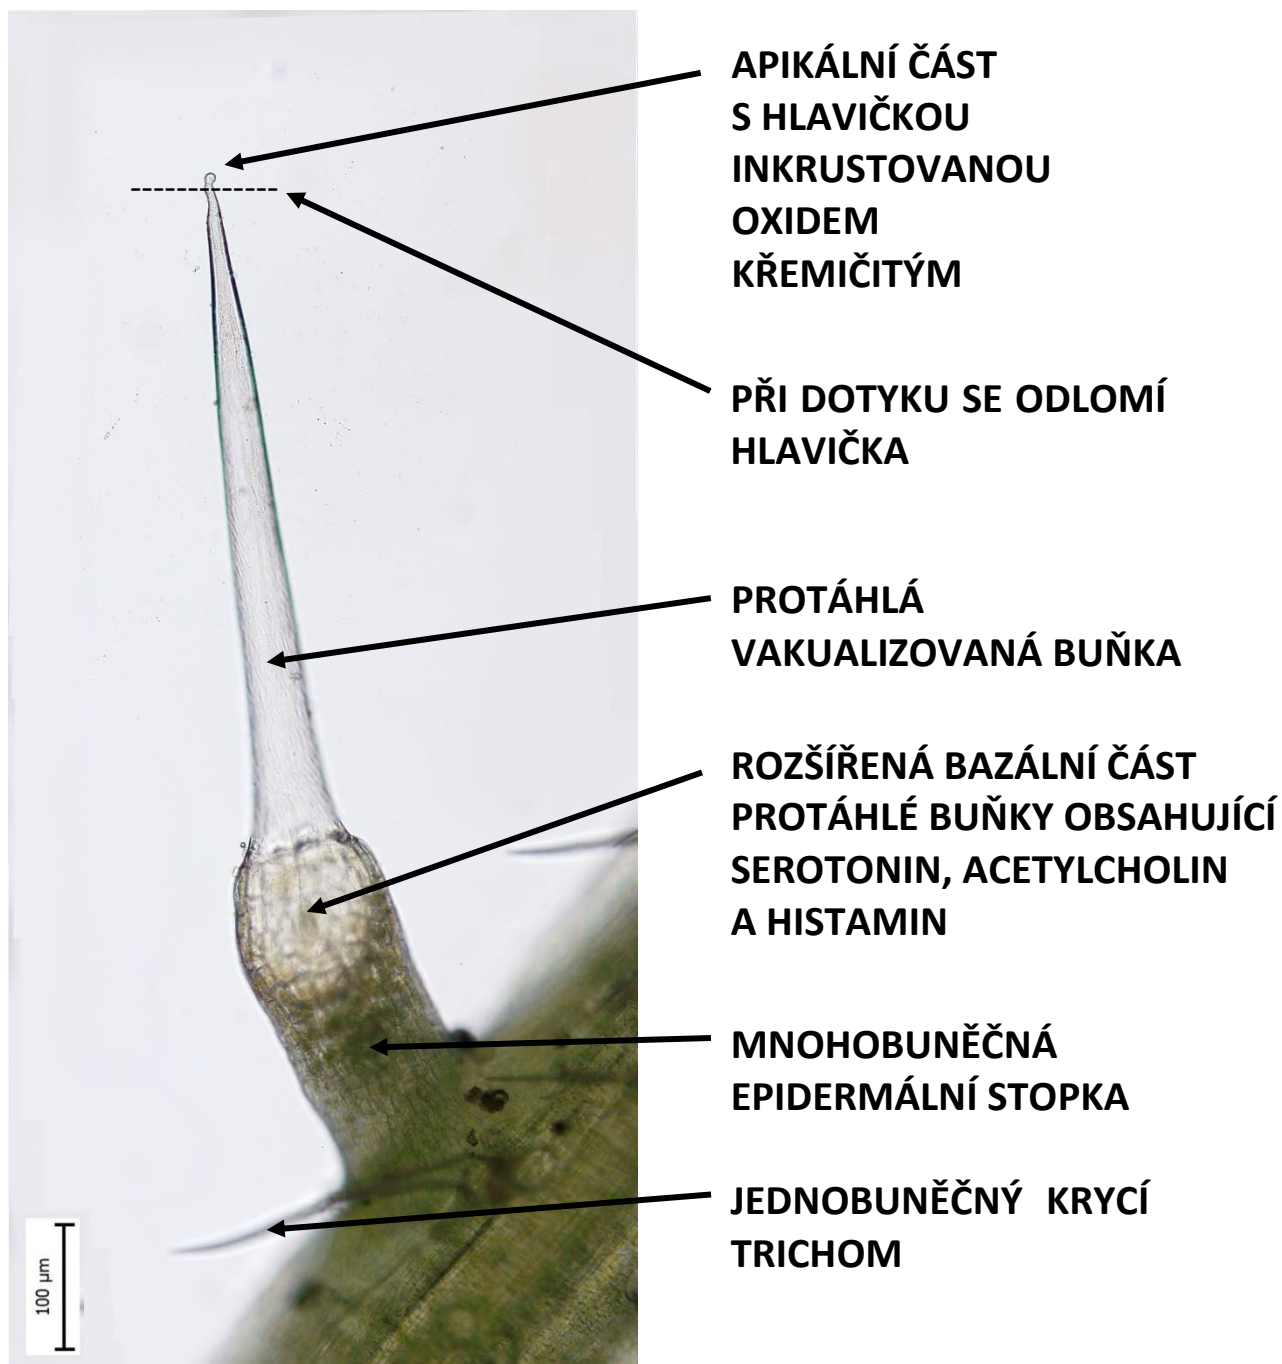 APIKÁLNÍ ČÁST
S HLAVIČKOU
INKRUSTOVANOU
OXIDEM
KŘEMIČITÝM
PŘI DOTYKU SE ODLOMÍ
HLAVIČKA
PROTÁHLÁ
VAKUALIZOVANÁ BUŇKA
ROZŠÍŘENÁ BAZÁLNÍ ČÁST
PROTÁHLÉ BUŇKY OBSAHUJÍCÍ
SEROTONIN, ACETYLCHOLIN
A HISTAMIN
MNOHOBUNĚČNÁ
EPIDERMÁLNÍ STOPKA
JEDNOBUNĚČNÝ KRYCÍ
TRICHOM
100 µm